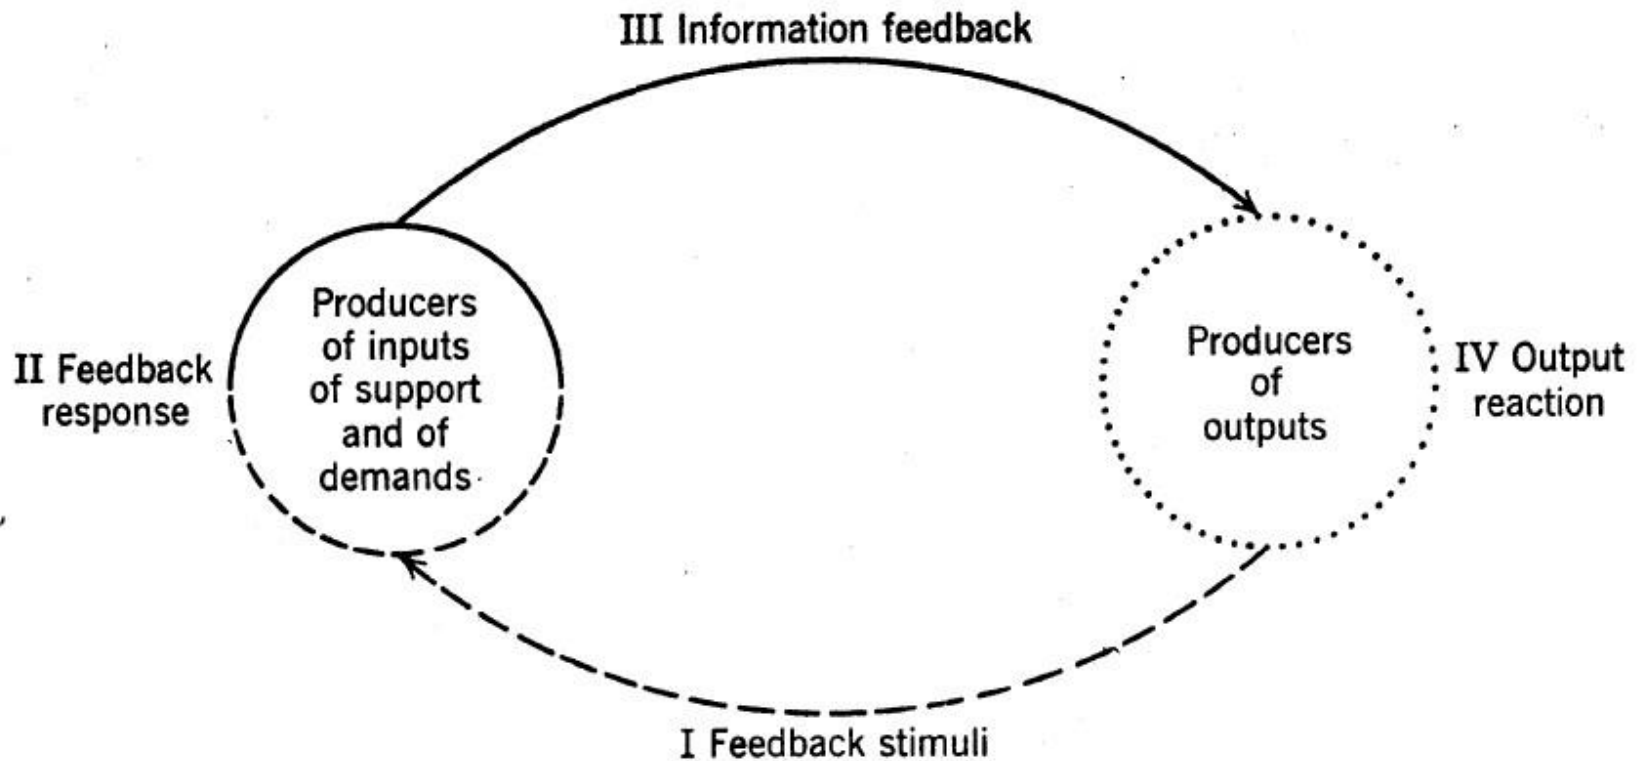 III Information feedback
Producers
of inputs
of support
and of
demands
II Feedback
response
Producers
of
outputs
IV Output
reaction
I Feedback stimuli